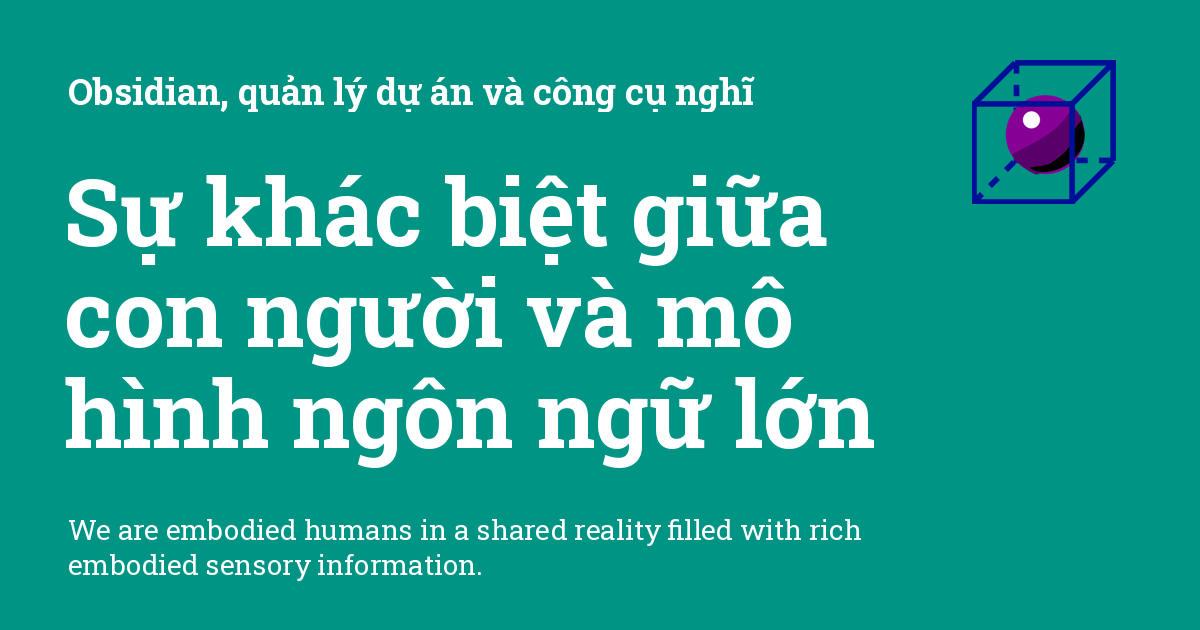 Obsidian, quản lý dự án và công cụ nghĩ
Sự khác biệt giữa
con người và mô
hình ngôn ngữ lớn
We are embodied humans in a shared reality filled with rich
embodied sensory information.